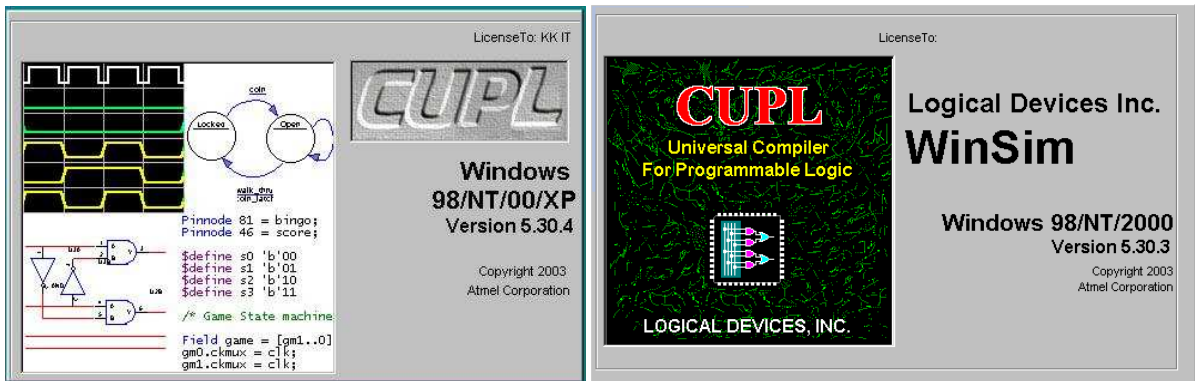 LicenseTo: KK IT
CUPL
coin
Locked
Open
walk_thru
coin_latch
Windows
98/NT/00/XP
Version 5.30.4
Pinnode 81 = bingo;
Pinnode 46 = score;
$define s0 'b'00
$define s1 'b'01
$define s2 'b'10
$define s3 'b'11
/* Game State machine
Field game = [gm1..0]
gm0.ckmux = clk;
gm1.ckmux = clk;
Copyright 2003
Atmel Corporation
LicenseTo:
CUPL
Universal Compiler
For Programmable Logic
LOGICAL DEVICES, INC.
Logical Devices Inc.
WinSim
Windows 98/NT/2000
Version 5.30.3
Copyright 2003
Atmel Corporation